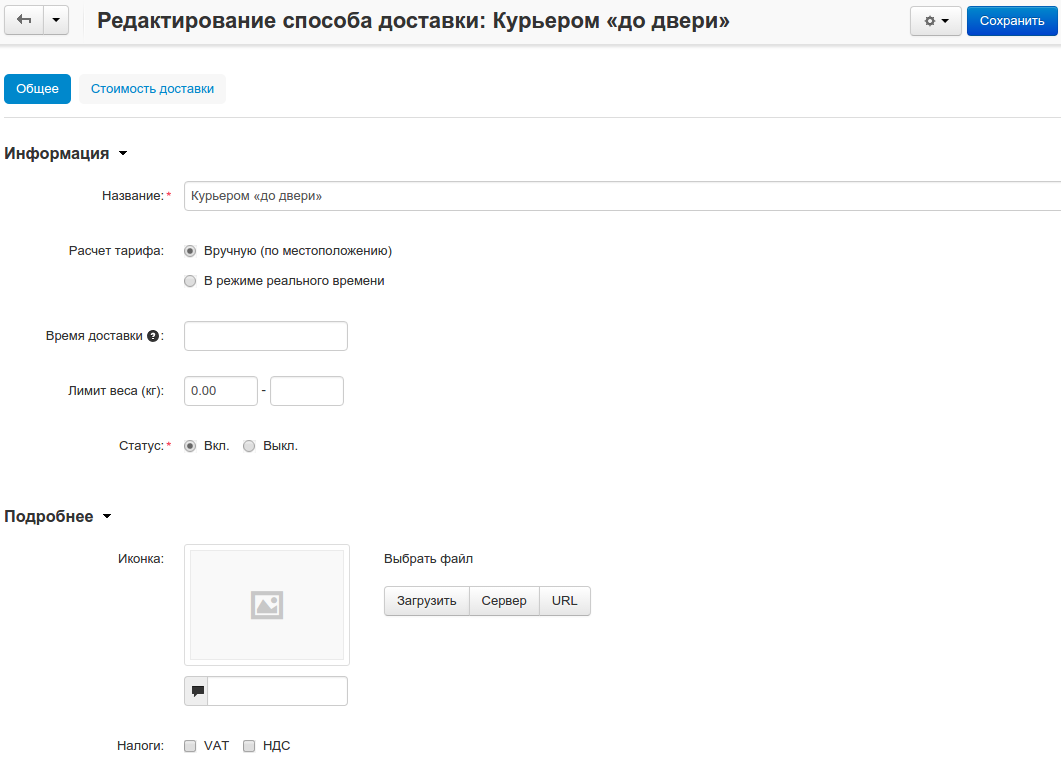 Редактирование способа доставки: Курьером «до двери»
Сохранить
Общее
Стоимость доставки
Информация
Название:*
Курьером «до двери»
Расчет тарифа:
Вручную (по местоположению)
В режиме реального времени
Время доставки ?:
Лимит веса (кг):
0.00 -
Статус:*
Вкл.
Выкл.
Подробнее
Иконка:
Выбрать файл
Загрузить
Сервер
URL
Налоги:
VAT
НДС